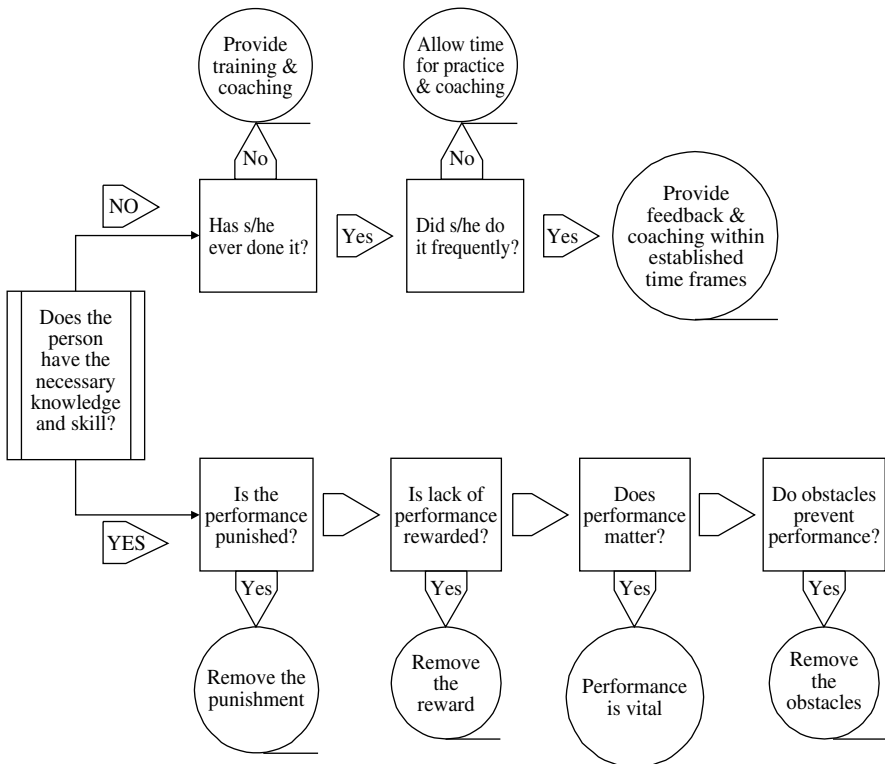 Provide
training &
coaching
Allow time
for practice
& coaching
No
No
NO
Has s/he
ever done it?
Yes
Did s/he do
it frequently?
Yes
Provide
feedback &
coaching within
established
time frames
Does the
person
have the
necessary
knowledge
and skill?
YES
Is the
performance
punished?
Is lack of
performance
rewarded?
Does
performance
matter?
Do obstacles
prevent
performance?
Yes
Yes
Yes
Yes
Remove the
punishment
Remove
the
reward
Performance
is vital
Remove
the
obstacles